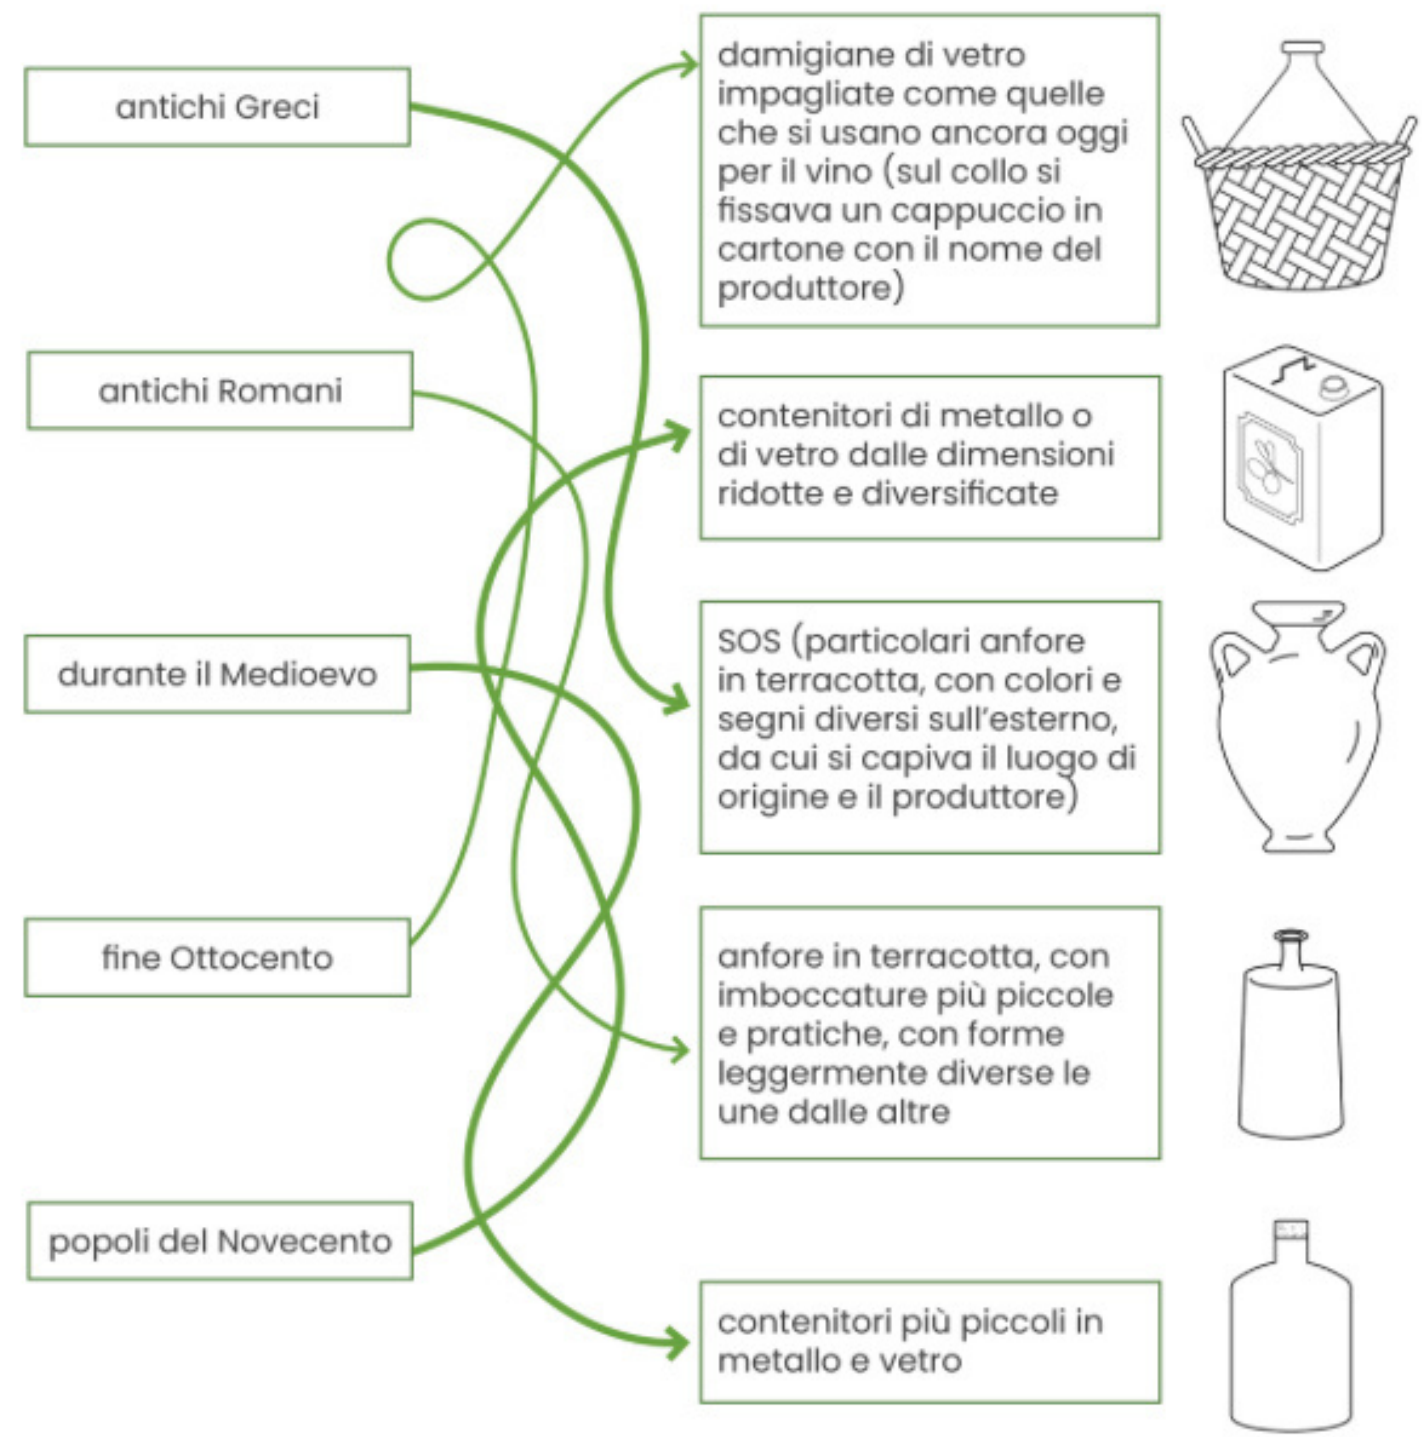 antichi Greci
antichi Romani
durante il Medioevo
fine Ottocento
popoli del Novecento
damigiane di vetro
impagliate come quelle
che si usano ancora oggi
per il vino (sul collo si
fissava un cappuccio in
cartone con il nome del
produttore)
contenitori di metallo o
di vetro dalle dimensioni
ridotte e diversificate
SOS (particolari anfore
in terracotta, con colori e
segni diversi sull’esterno,
da cui si capiva il luogo di
origine e il produttore)
anfore in terracotta, con
imboccature più piccole
e pratiche, con forme
leggermente diverse le
une dalle altre
contenitori più piccoli in
metallo e vetro